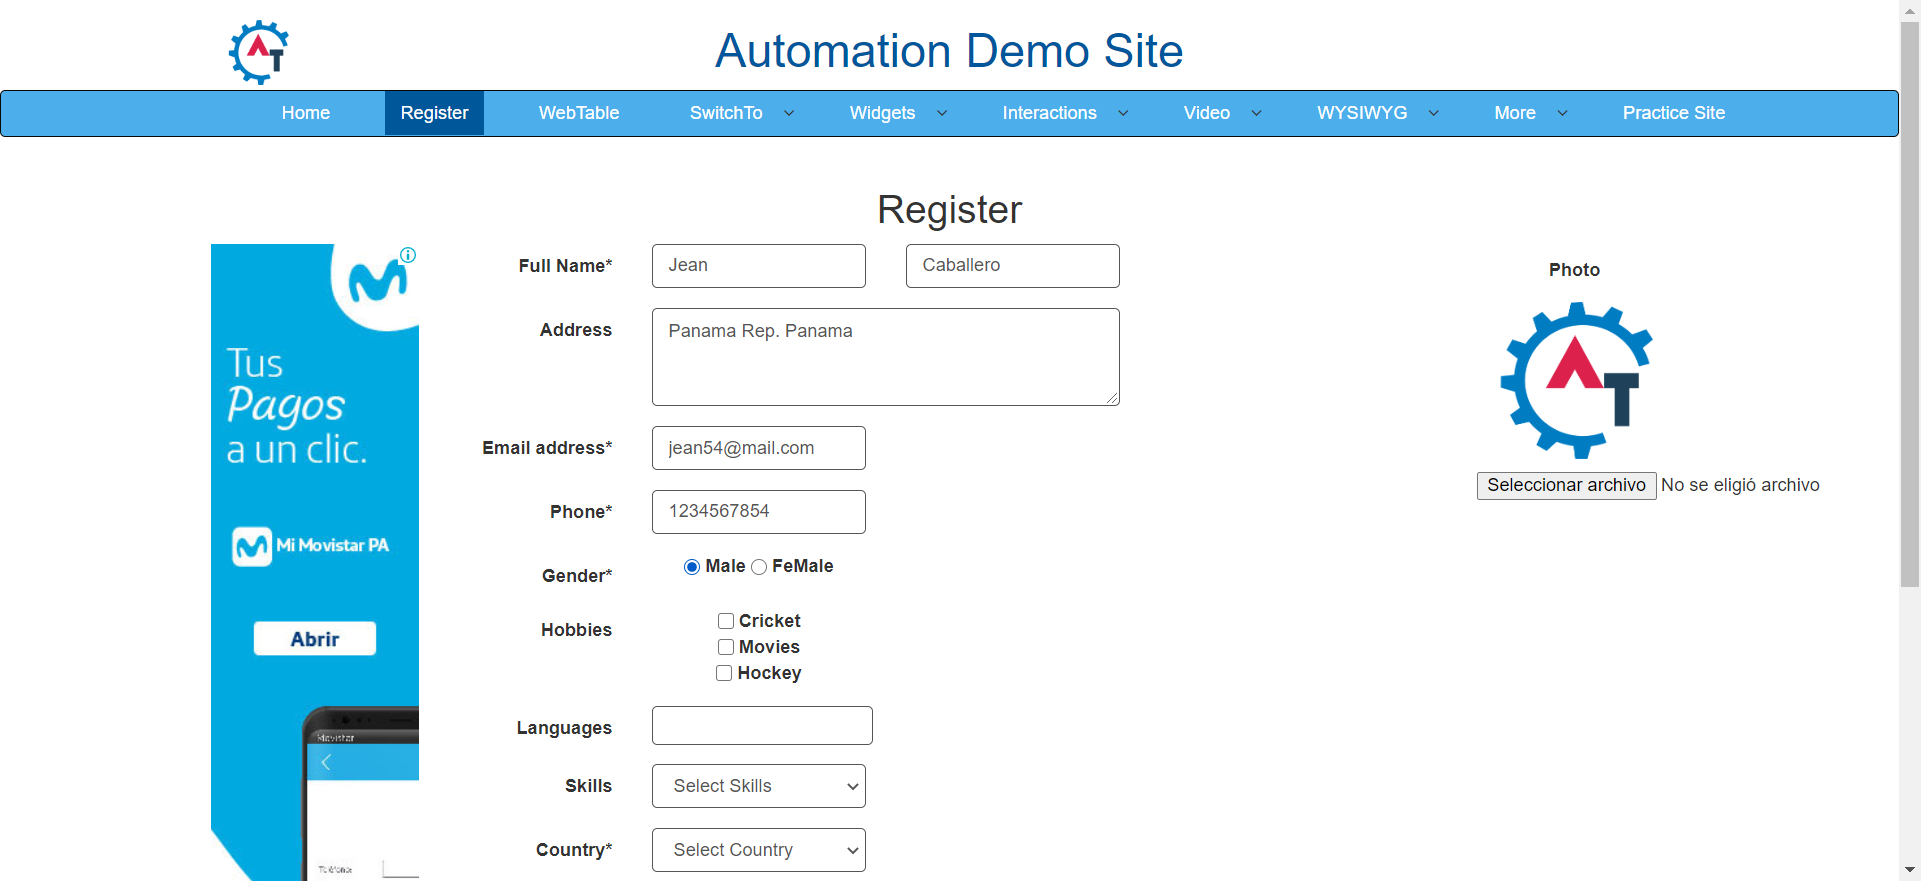 AT
Automation Demo Site
Home Register WebTable SwitchTo Widgets Interactions Video WYSIWYG More Practice Site
Register
Tus
Pagos
a un clic.
Mi Movistar PA
Abrir
Movistar
Teléfono:
Full Name* Jean Caballero
Address Panama Rep. Panama
Email address* jean54@mail.com
Phone* 1234567854
Gender* Male FeMale
Hobbies Cricket
Movies
Hockey
Languages
Skills Select Skills
Country* Select Country
Photo
AT
Seleccionar archivo No se eligió archivo